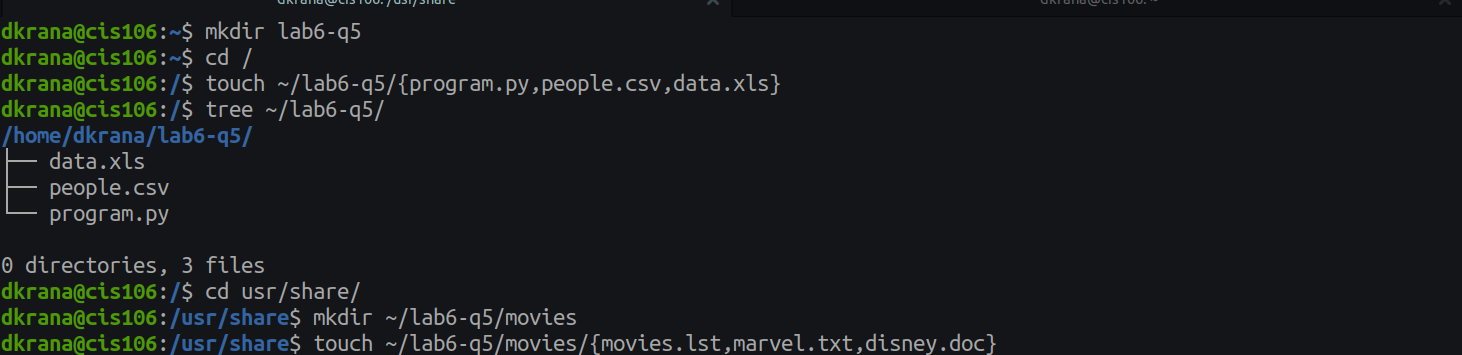 dkrana@cis106: /usr/share
dkrana@cis106: ~
dkrana@cis106:~$ mkdir lab6-q5
dkrana@cis106:~$ cd /
dkrana@cis106:/$ touch ~/lab6-q5/{program.py,people.csv,data.xls}
dkrana@cis106:/$ tree ~/lab6-q5/
/home/dkrana/lab6-q5/
├── data.xls
├── people.csv
└── program.py
0 directories, 3 files
dkrana@cis106:/$ cd usr/share/
dkrana@cis106:/usr/share$ mkdir ~/lab6-q5/movies
dkrana@cis106:/usr/share$ touch ~/lab6-q5/movies/{movies.lst,marvel.txt,disney.doc}